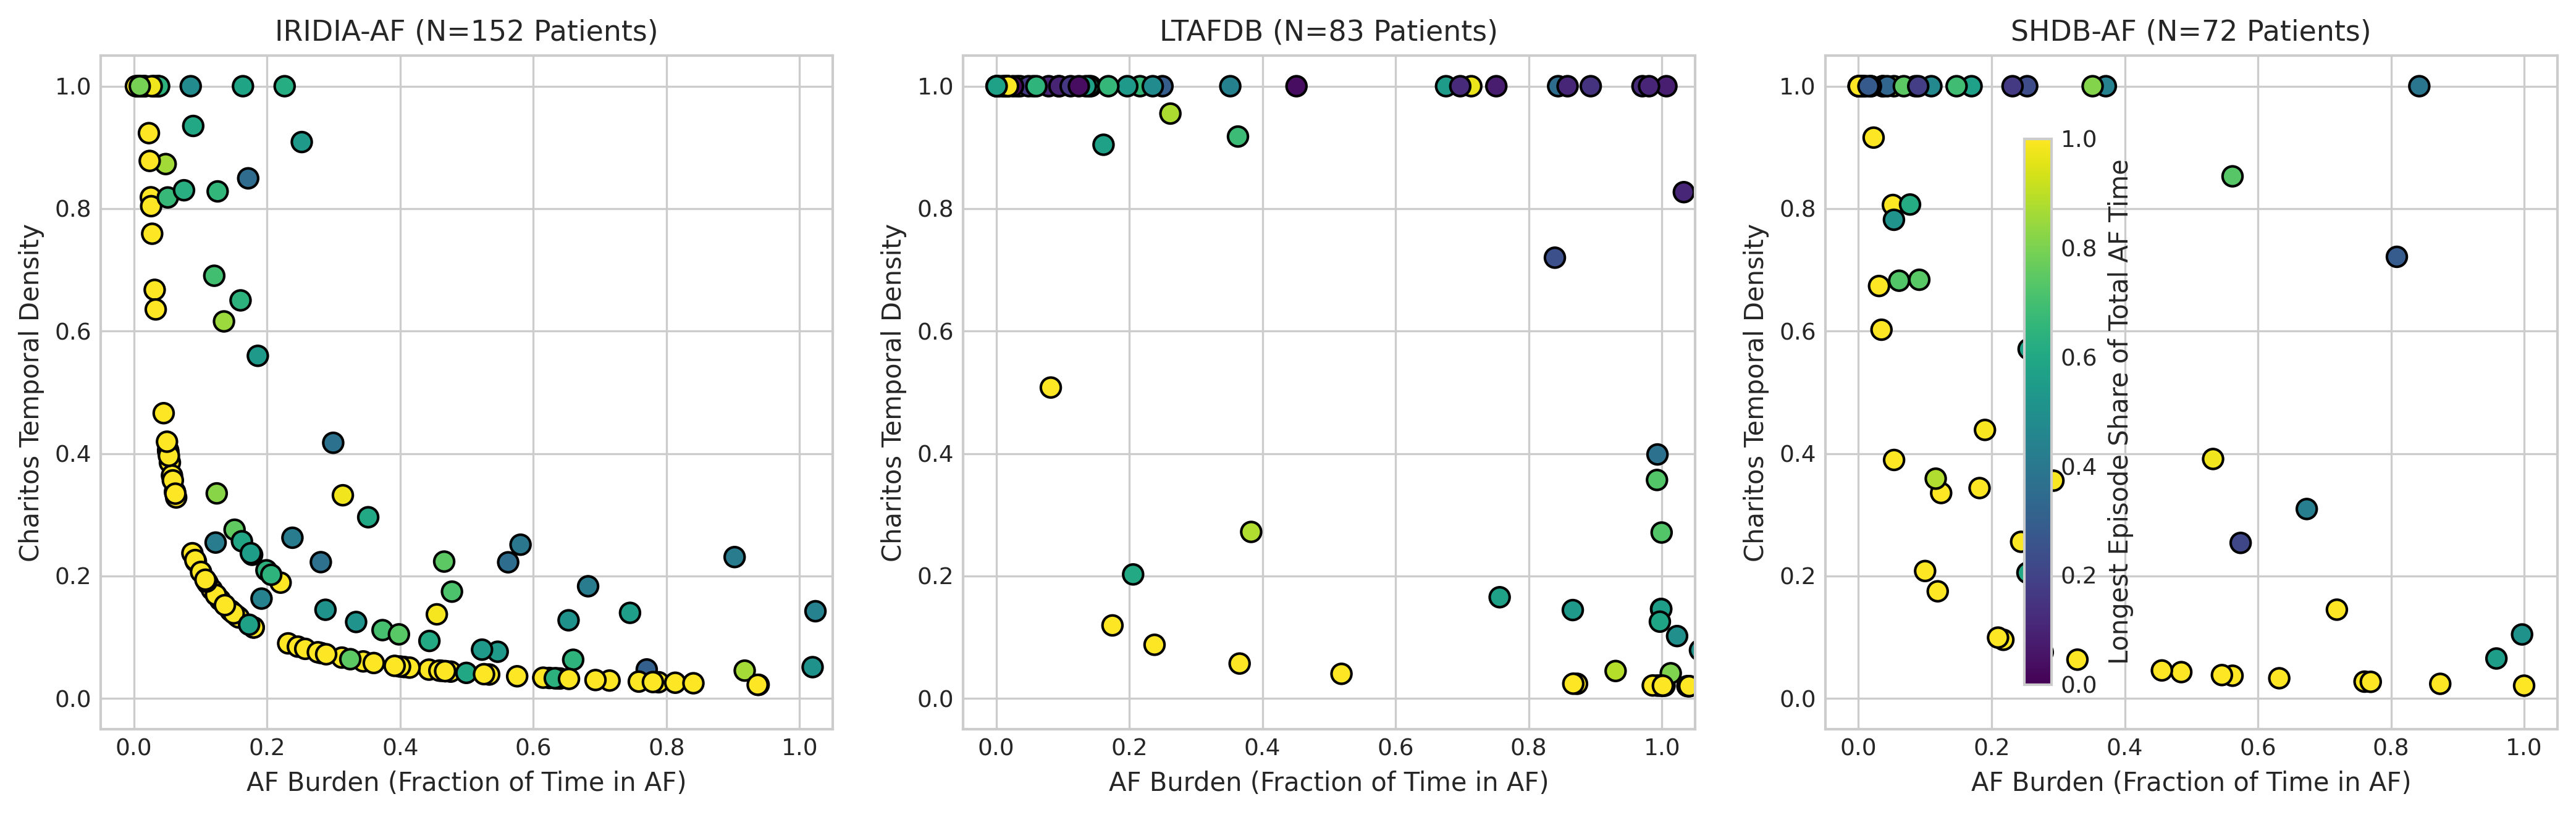 IRIDIA-AF (N=152 Patients)
Charitos Temporal Density
1.0
0.8
0.6
0.4
0.2
0.0
0.0 0.2 0.4 0.6 0.8 1.0
AF Burden (Fraction of Time in AF)
LTAFDB (N=83 Patients)
Charitos Temporal Density
1.0
0.8
0.6
0.4
0.2
0.0
0.0 0.2 0.4 0.6 0.8 1.0
AF Burden (Fraction of Time in AF)
SHDB-AF (N=72 Patients)
Charitos Temporal Density
1.0
0.8
0.6
0.4
0.2
0.0
0.0 0.2 0.4 0.6 0.8 1.0
AF Burden (Fraction of Time in AF)
1.0
0.8
0.6
0.4
0.2
0.0
Longest Episode Share of Total AF Time